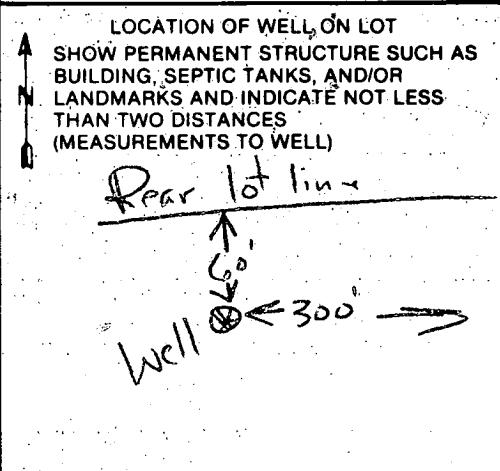 LOCATION OF WELL ON LOT
SHOW PERMANENT STRUCTURE SUCH AS
BUILDING, SEPTIC TANKS, AND/OR
N LANDMARKS AND INDICATE NOT LESS
THAN TWO DISTANCES
(MEASUREMENTS TO WELL)
Rear lot line
60'
Well 300'